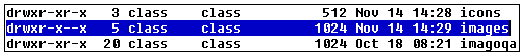 drwxr-xr-x 3 class class 512 Nov 14 14:28 icons
drwxr-x--x 5 class class 1024 Nov 14 14:29 images
drwxr-xr-x 20 class class 1024 Oct 18 08:21 imagoqa